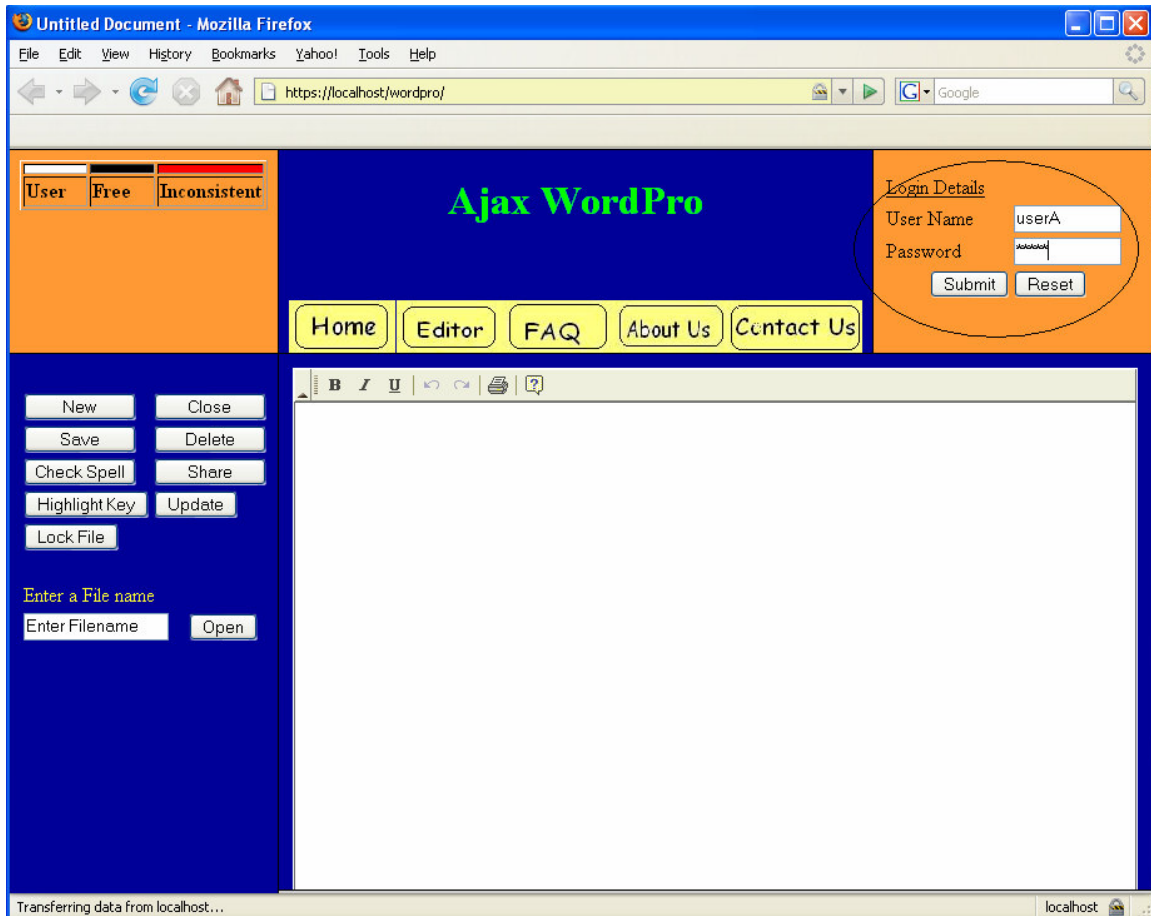 Untitled Document - Mozilla Firefox
File Edit View History Bookmarks Yahoo! Tools Help
https://localhost/wordpro/
G Google
User Free Inconsistent
Ajax WordPro
Login Details
User Name userA
Password *****
Submit Reset
Home Editor FAQ About Us Contact Us
B I U ?
New Close
Save Delete
Check Spell Share
Highlight Key Update
Lock File
Enter a File name
Enter Filename Open
Transferring data from localhost... localhost